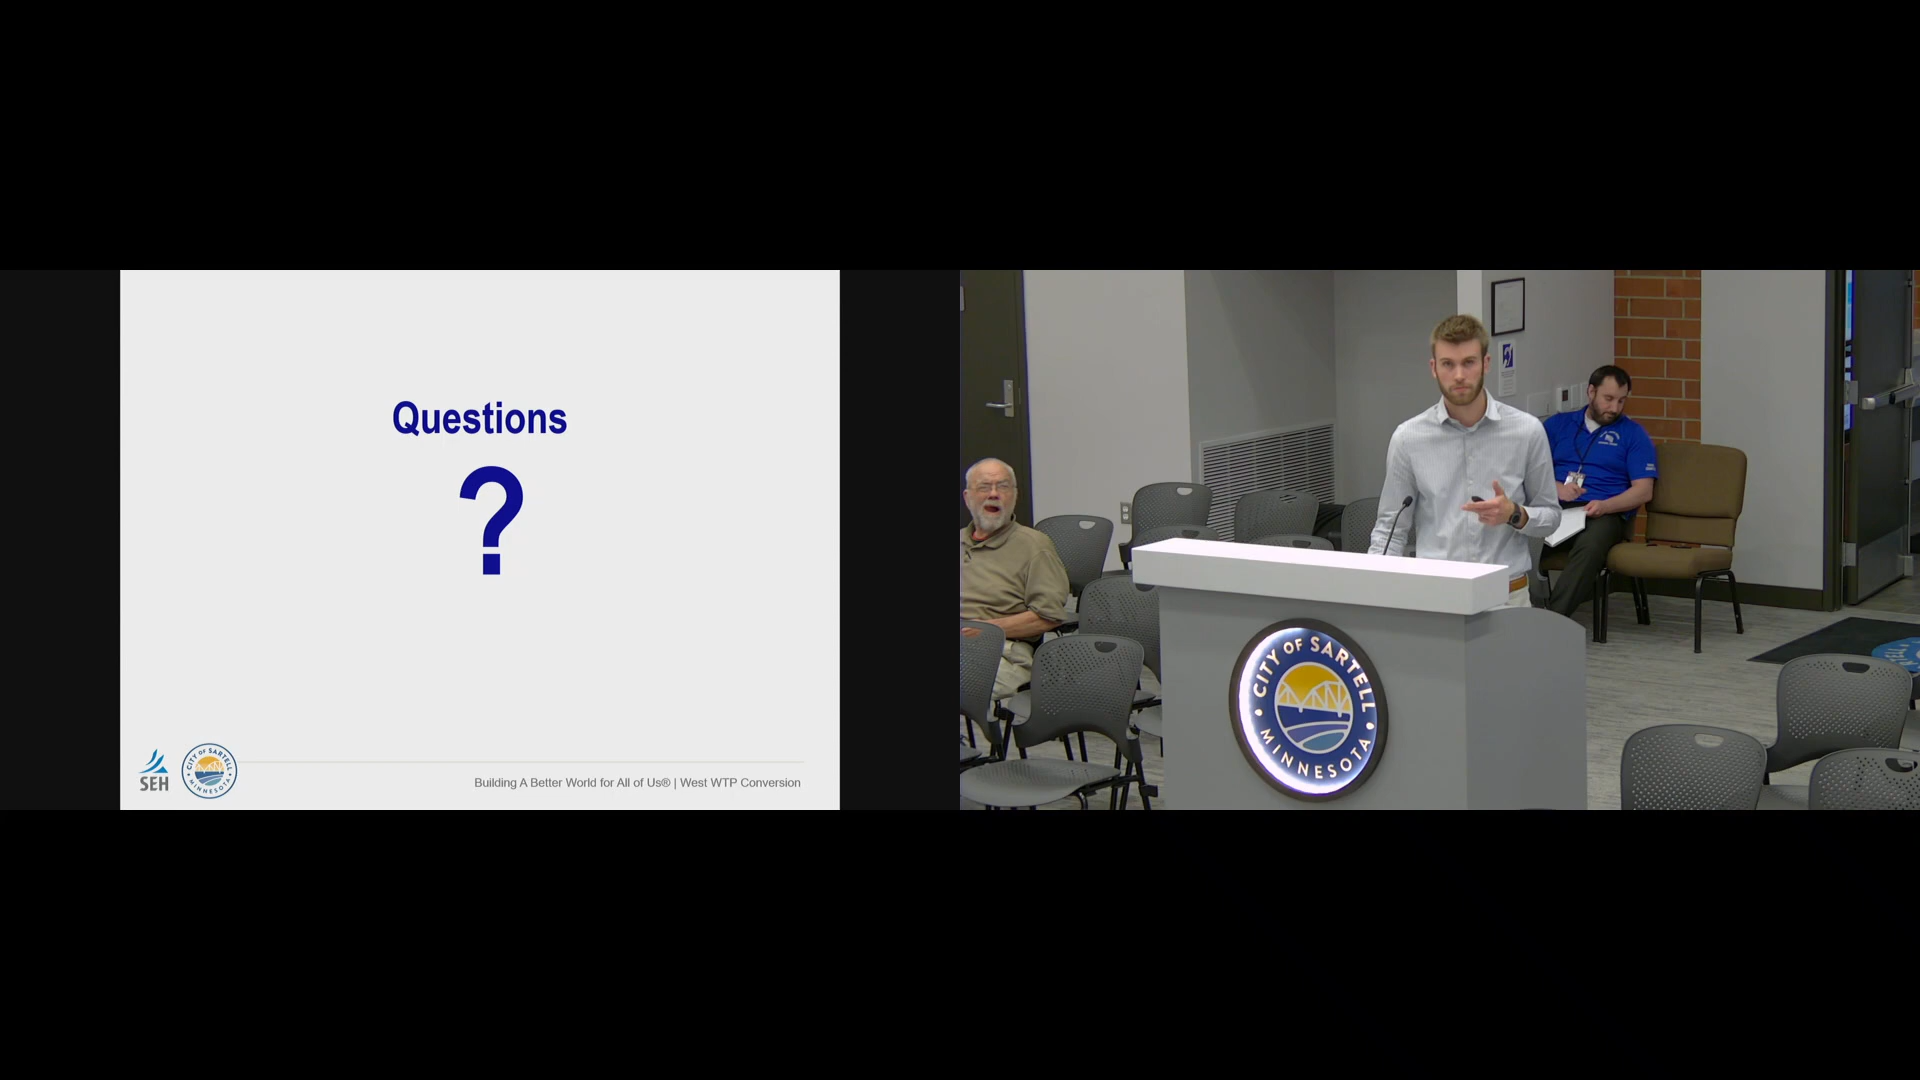 Questions
?
SEH
CITY OF SARTELL
MINNESOTA
Building A Better World for All of Us® | West WTP Conversion
CITY OF SARTELL
MINNESOTA